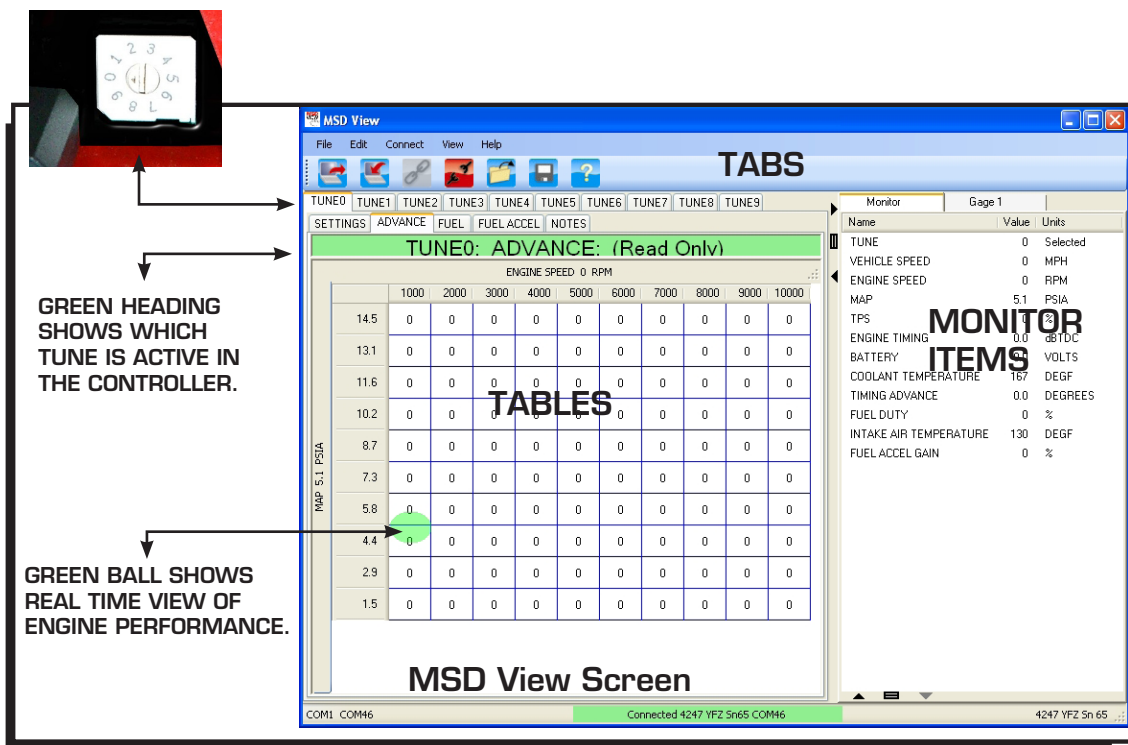 2 3
1 4
0 5
9 6
8 7
MSD View
File Edit Connect View Help
TABS
TUNE0 TUNE1 TUNE2 TUNE3 TUNE4 TUNE5 TUNE6 TUNE7 TUNE8 TUNE9
SETTINGS ADVANCE FUEL FUEL ACCEL NOTES
TUNE0: ADVANCE: (Read Only)
ENGINE SPEED 0 RPM
1000 2000 3000 4000 5000 6000 7000 8000 9000 10000
14.5 0 0 0 0 0 0 0 0 0 0
13.1 0 0 0 0 0 0 0 0 0 0
11.6 0 0 0 0 0 0 0 0 0 0
TABLES
10.2 0 0 0 0 0 0 0 0 0 0
8.7 0 0 0 0 0 0 0 0 0 0
7.3 0 0 0 0 0 0 0 0 0 0
5.8 0 0 0 0 0 0 0 0 0 0
4.4 0 0 0 0 0 0 0 0 0 0
2.9 0 0 0 0 0 0 0 0 0 0
1.5 0 0 0 0 0 0 0 0 0 0
MAP 5.1 PSIA
MSD View Screen
Monitor Gage 1
Name Value Units
TUNE 0 Selected
VEHICLE SPEED 0 MPH
ENGINE SPEED 0 RPM
MAP 5.1 PSIA
TPS %
MONITOR
ENGINE TIMING 0.0 dBTDC
ITEMS
BATTERY VOLTS
COOLANT TEMPERATURE 167 DEGF
TIMING ADVANCE 0.0 DEGREES
FUEL DUTY 0 %
INTAKE AIR TEMPERATURE 130 DEGF
FUEL ACCEL GAIN 0 %
COM1 COM46 Connected 4247 YFZ Sn65 COM46 4247 YFZ Sn 65
GREEN HEADING
SHOWS WHICH
TUNE IS ACTIVE IN
THE CONTROLLER.
GREEN BALL SHOWS
REAL TIME VIEW OF
ENGINE PERFORMANCE.